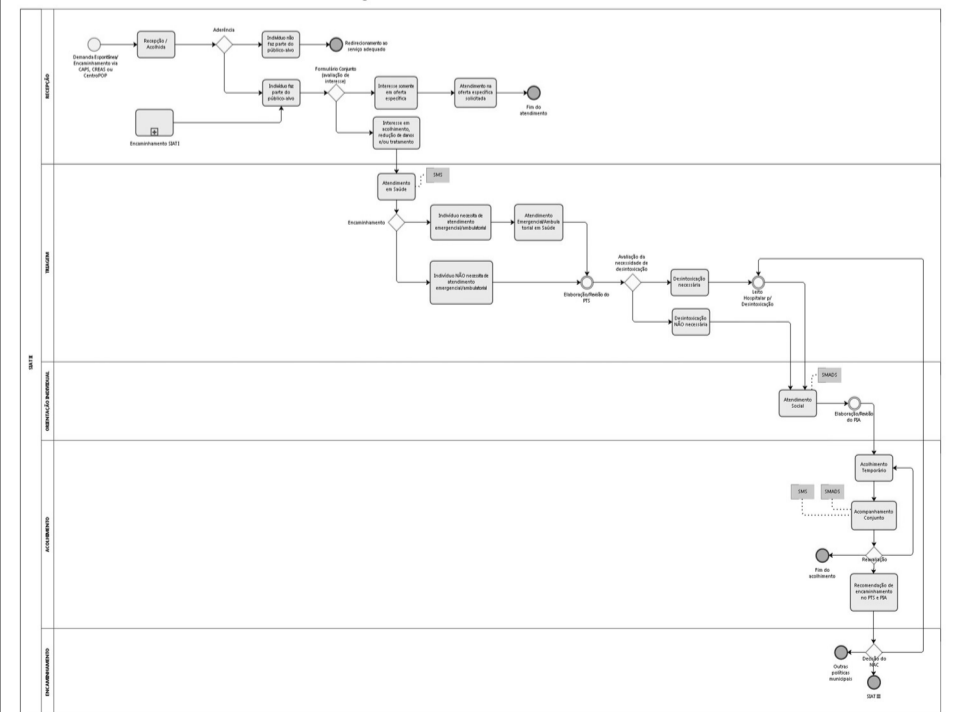 SIAT II
RECEPÇÃO
Demanda Espontânea/
Encaminhamento via
CAPS, CREAS ou
CentroPOP
Recepção /
Acolhida
Aderência
Indivíduo não
faz parte do
público-alvo
Redirecionamento ao
serviço adequado
Indivíduo faz
parte do
público-alvo
Encaminhamento SIAT I
Formulário Conjunto
(avaliação de
interesse)
Interesse somente
em oferta
específica
Atendimento na
oferta específica
solicitada
Fim do
atendimento
Interesse em
acolhimento,
redução de danos
e/ou tratamento
TRIAGEM
Atendimento
em Saúde
SMS
Encaminhamento
Indivíduo necessita de
atendimento
emergencial/ambulatorial
Atendimento
Emergencial/Ambula
torial em Saúde
Indivíduo NÃO necessita de
atendimento
emergencial/ambulatorial
Elaboração/Revisão do
PTS
Avaliação da
necessidade de
desintoxicação
Desintoxicação
necessária
Leito
Hospitalar p/
Desintoxicação
Desintoxicação
NÃO necessária
ORIENTAÇÃO INDIVIDUAL
SMADS
Atendimento
Social
Elaboração/Revisão
do PIA
ACOLHIMENTO
Acolhimento
Temporário
SMS
SMADS
Acompanhamento
Conjunto
Reavaliação
Fim do
acolhimento
Recomendação de
encaminhamento
no PTS e PIA
ENCAMINHAMENTO
Decisão do
NAC
Outras
políticas
municipais
SIAT III